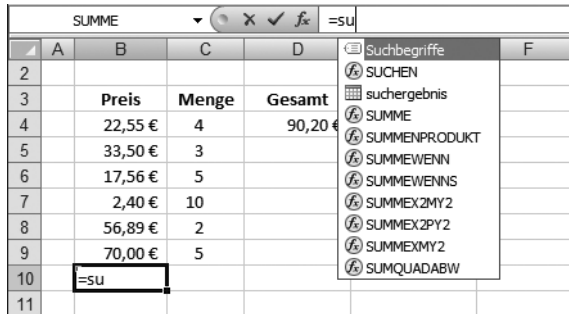 SUMME fx =su
A B C D F
2
3 Preis Menge Gesamt
4 22,55 € 4 90,20 €
5 33,50 € 3
6 17,56 € 5
7 2,40 € 10
8 56,89 € 2
9 70,00 € 5
10 =su
11
Suchbegriffe
SUCHEN
suchergebnis
SUMME
SUMMENPRODUKT
SUMMEWENN
SUMMEWENNS
SUMMEX2MY2
SUMMEX2PY2
SUMMEXMY2
SUMQUADABW